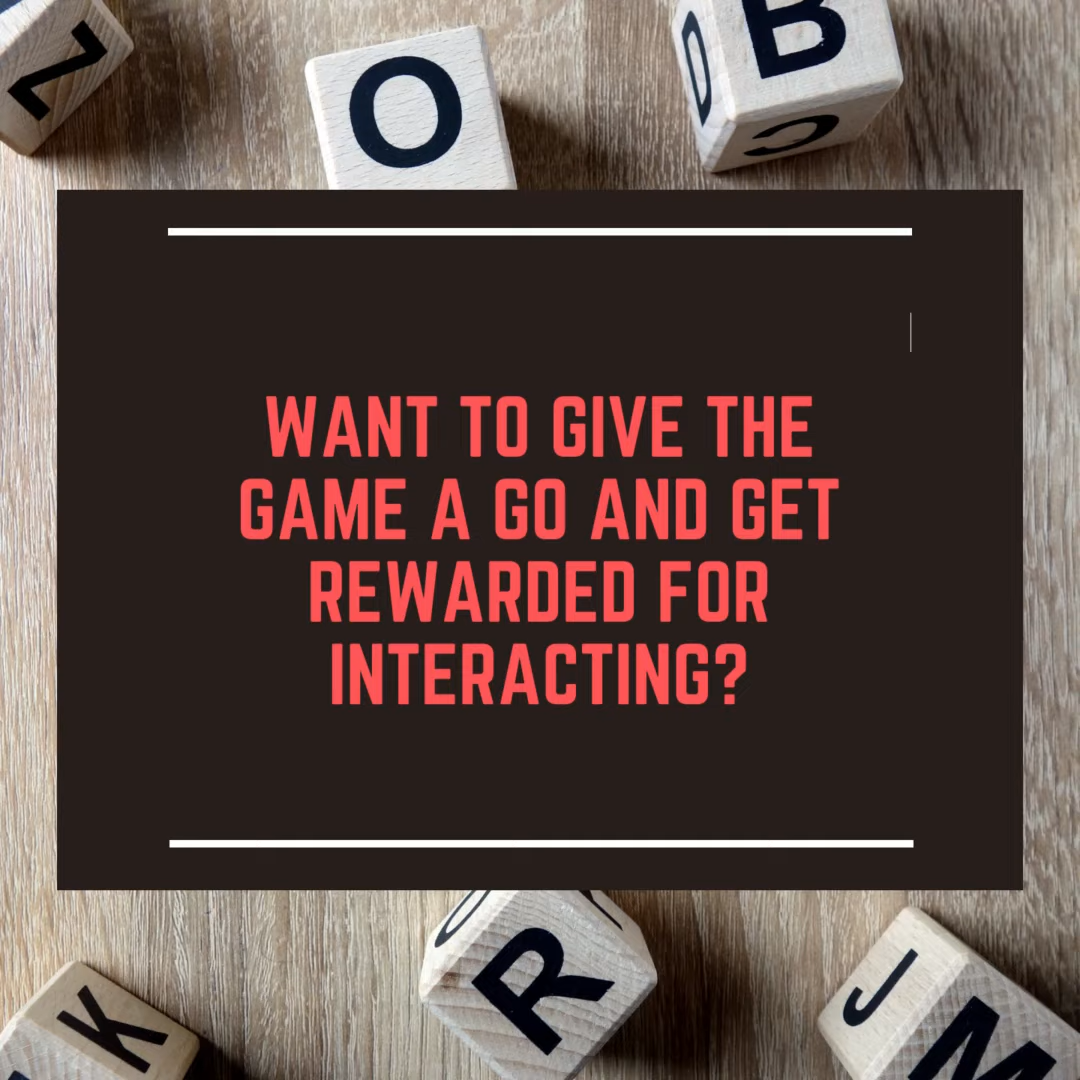 Z
O
D
B
C
WANT TO GIVE THE
GAME A GO AND GET
REWARDED FOR
INTERACTING?
R
K
J
M